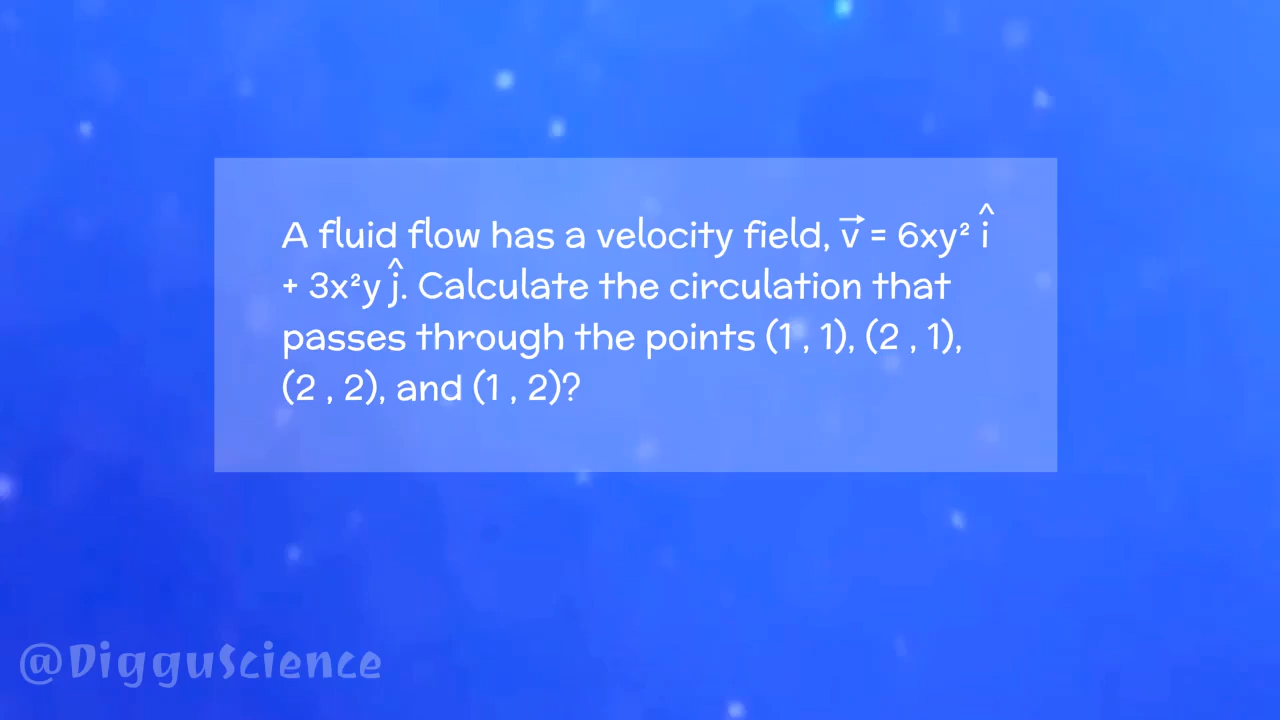 A fluid flow has a velocity field, v⃗ = 6xy² î
+ 3x²y ĵ. Calculate the circulation that
passes through the points (1 , 1), (2 , 1),
(2 , 2), and (1 , 2)?
@DigguScience